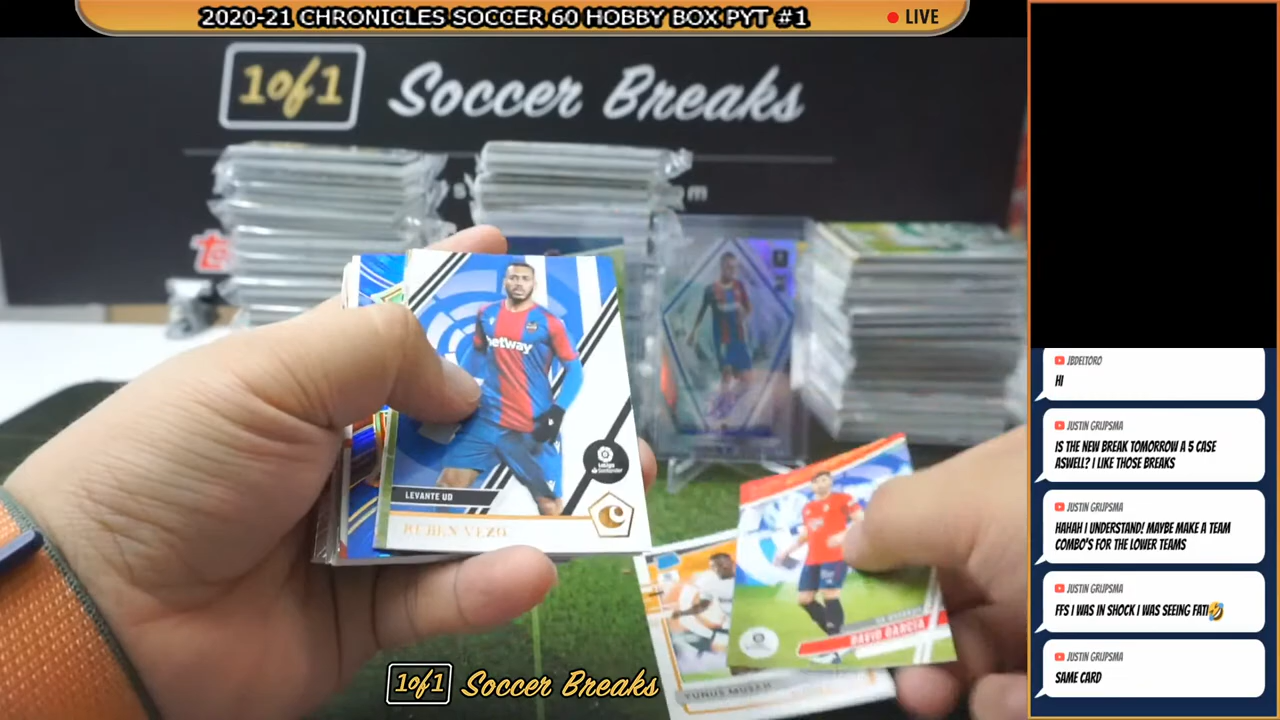 2020-21 CHRONICLES SOCCER 60 HOBBY BOX PYT #1
LIVE
1of1 Soccer Breaks
betway
LEVANTE UD
RUBEN VEZO
LaLiga
Santander
DAVID GARCIA
YUNUS MUSAH
1of1 Soccer Breaks
JBDELTORO
HI
JUSTIN GRIJPSMA
IS THE NEW BREAK TOMORROW A 5 CASE
ASWELL? I LIKE THOSE BREAKS
JUSTIN GRIJPSMA
HAHAH I UNDERSTAND! MAYBE MAKE A TEAM
COMBO'S FOR THE LOWER TEAMS
JUSTIN GRIJPSMA
FFS I WAS IN SHOCK I WAS SEEING FATI🤣
JUSTIN GRIJPSMA
SAME CARD